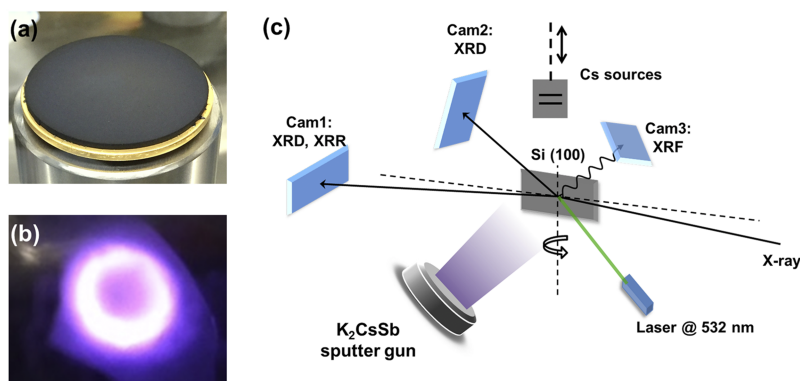 (a)
(b)
(c)
Cam2:
XRD
Cs sources
Cam1:
XRD, XRR
Si (100)
Cam3:
XRF
X-ray
K₂CsSb
sputter gun
Laser @ 532 nm